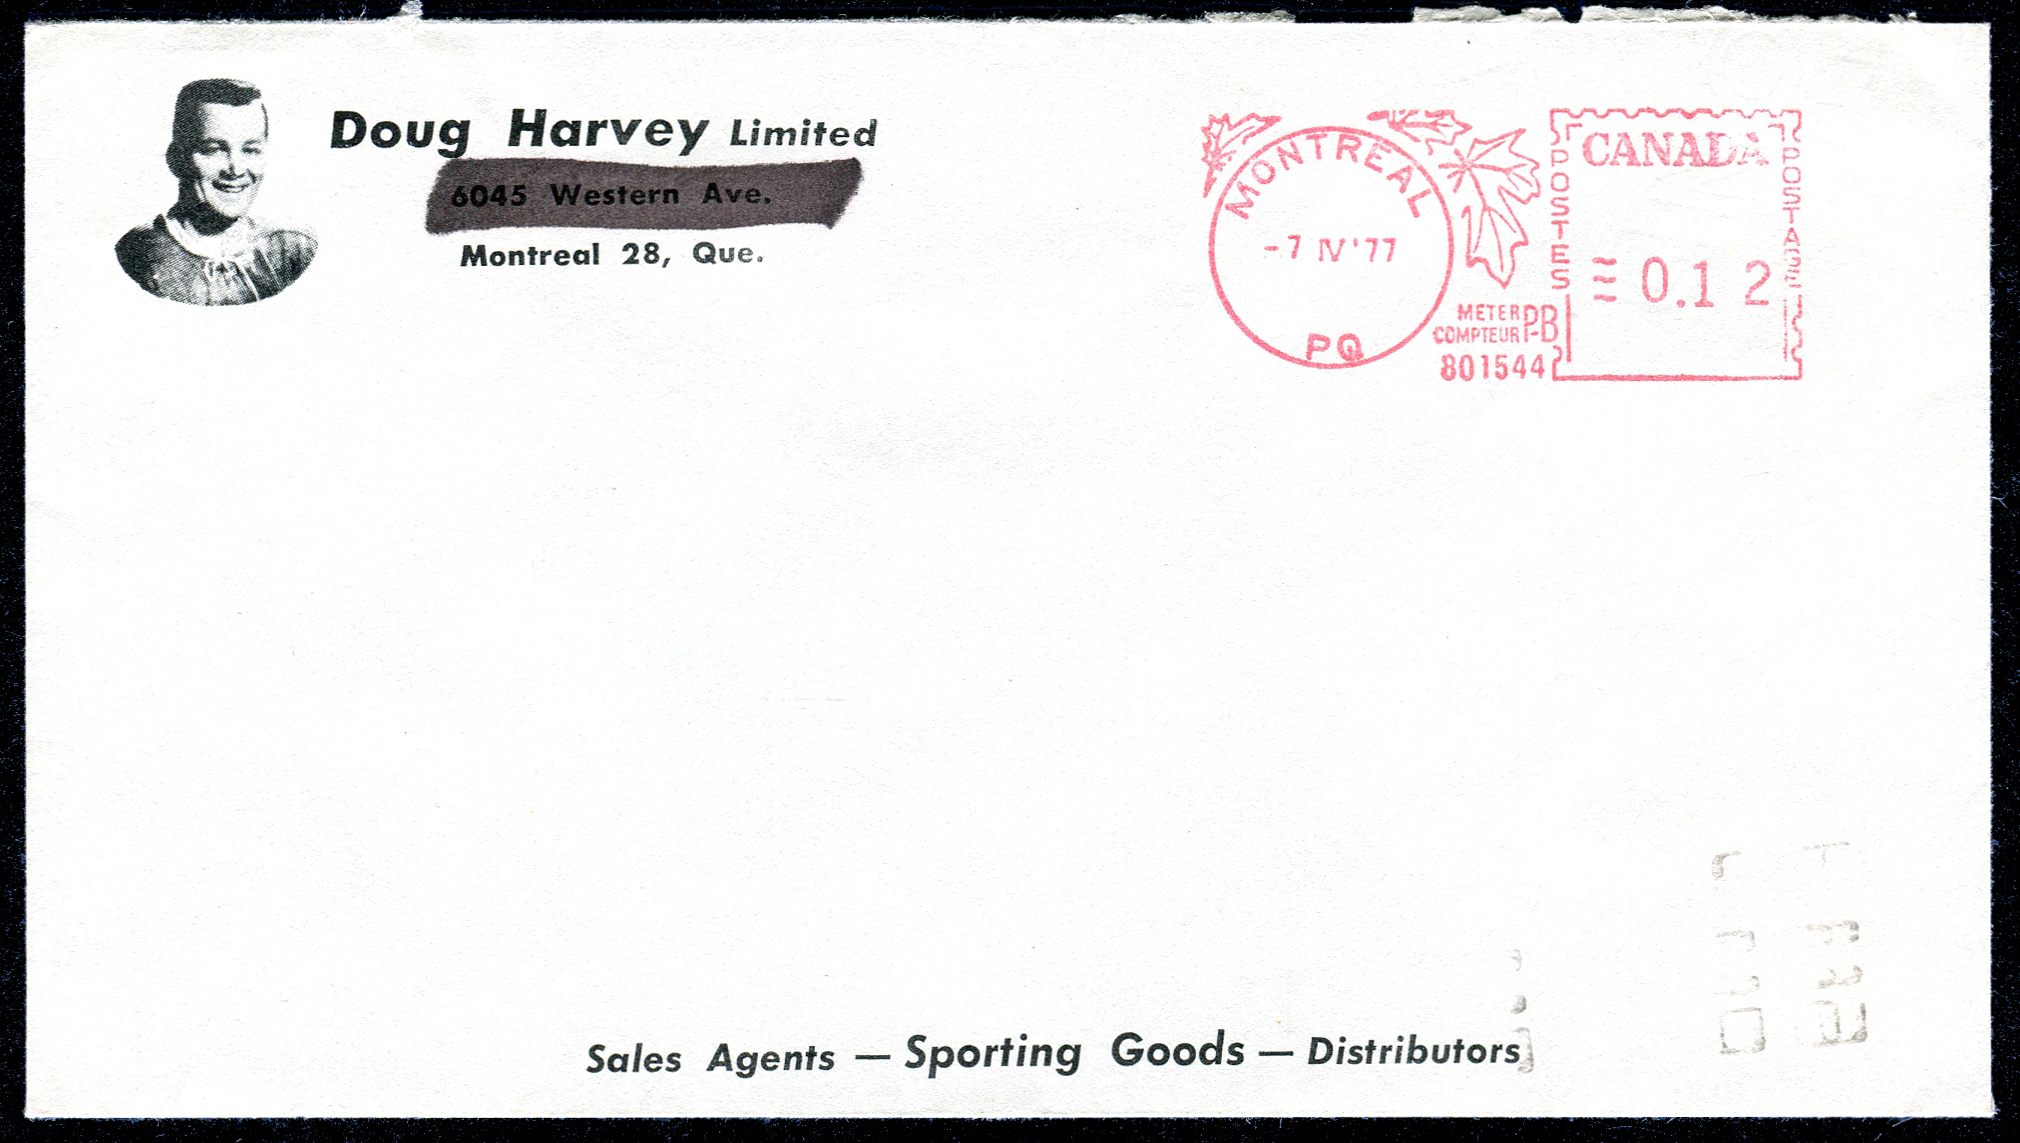 Doug Harvey Limited
6045 Western Ave.
Montreal 28, Que.
MONTREAL
-7 IV '77
PQ
METER
COMPTEUR
PB
801544
CANADA
POSTES
POSTAGE
0.12
Sales Agents — Sporting Goods — Distributors